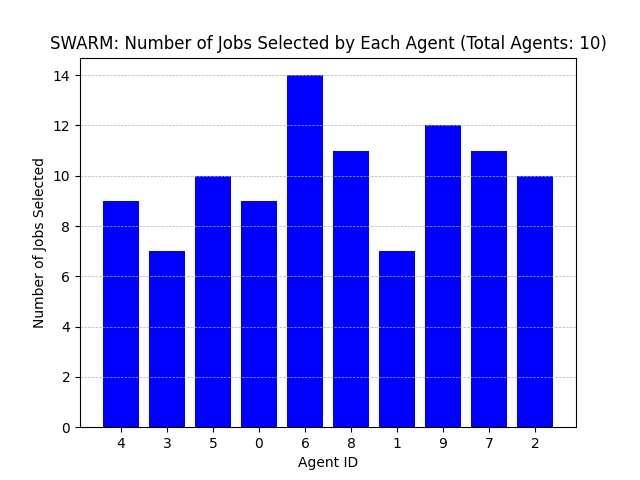 SWARM: Number of Jobs Selected by Each Agent (Total Agents: 10)
14
12
10
8
6
4
2
0
Number of Jobs Selected
4 3 5 0 6 8 1 9 7 2
Agent ID